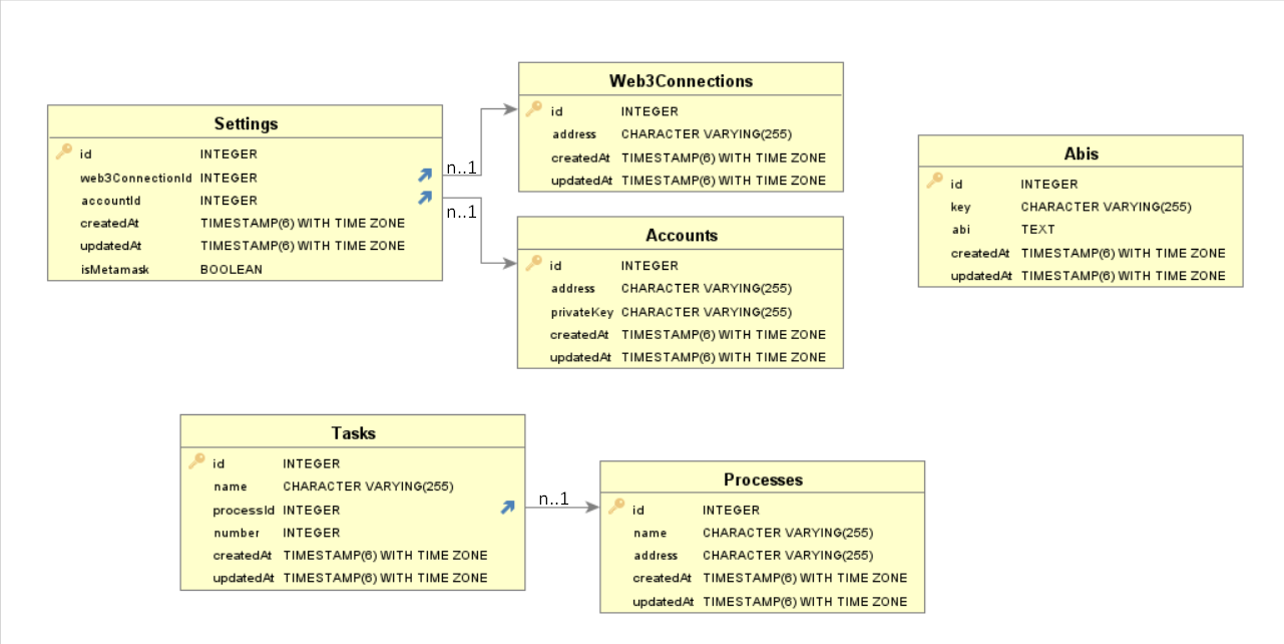 Settings
id INTEGER
web3ConnectionId INTEGER
accountId INTEGER
createdAt TIMESTAMP(6) WITH TIME ZONE
updatedAt TIMESTAMP(6) WITH TIME ZONE
isMetamask BOOLEAN
n..1
n..1
Web3Connections
id INTEGER
address CHARACTER VARYING(255)
createdAt TIMESTAMP(6) WITH TIME ZONE
updatedAt TIMESTAMP(6) WITH TIME ZONE
Accounts
id INTEGER
address CHARACTER VARYING(255)
privateKey CHARACTER VARYING(255)
createdAt TIMESTAMP(6) WITH TIME ZONE
updatedAt TIMESTAMP(6) WITH TIME ZONE
Abis
id INTEGER
key CHARACTER VARYING(255)
abi TEXT
createdAt TIMESTAMP(6) WITH TIME ZONE
updatedAt TIMESTAMP(6) WITH TIME ZONE
Tasks
id INTEGER
name CHARACTER VARYING(255)
processId INTEGER
number INTEGER
createdAt TIMESTAMP(6) WITH TIME ZONE
updatedAt TIMESTAMP(6) WITH TIME ZONE
n..1
Processes
id INTEGER
name CHARACTER VARYING(255)
address CHARACTER VARYING(255)
createdAt TIMESTAMP(6) WITH TIME ZONE
updatedAt TIMESTAMP(6) WITH TIME ZONE